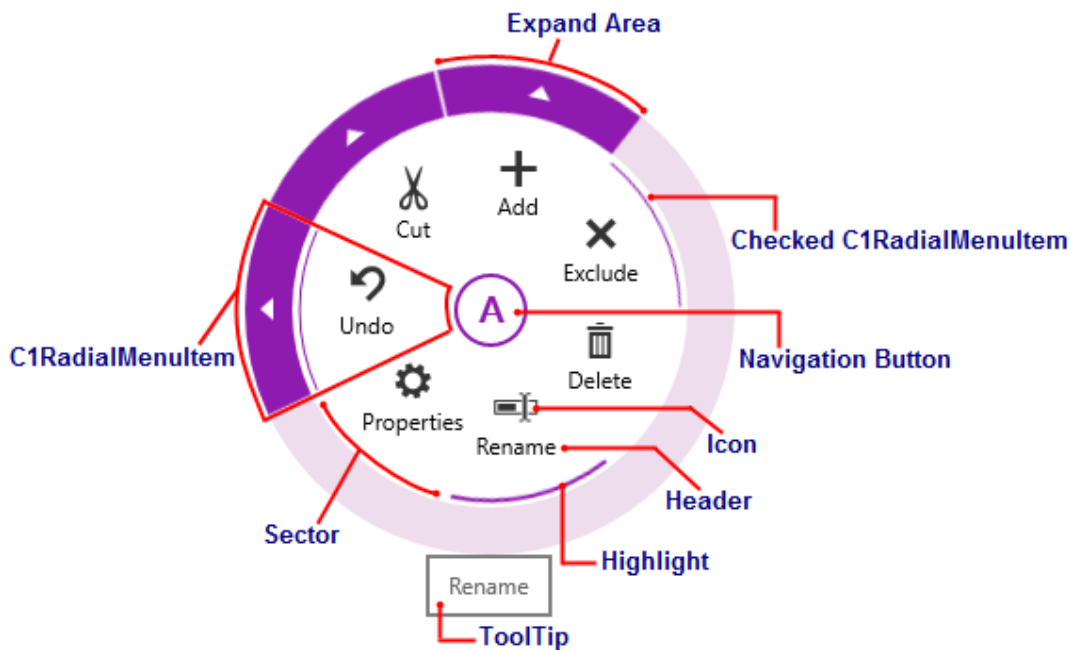 Expand Area
Add
Cut
Checked C1RadialMenuItem
Exclude
A
Undo
C1RadialMenuItem
Navigation Button
Delete
Properties
Icon
Rename
Header
Sector
Highlight
Rename
ToolTip